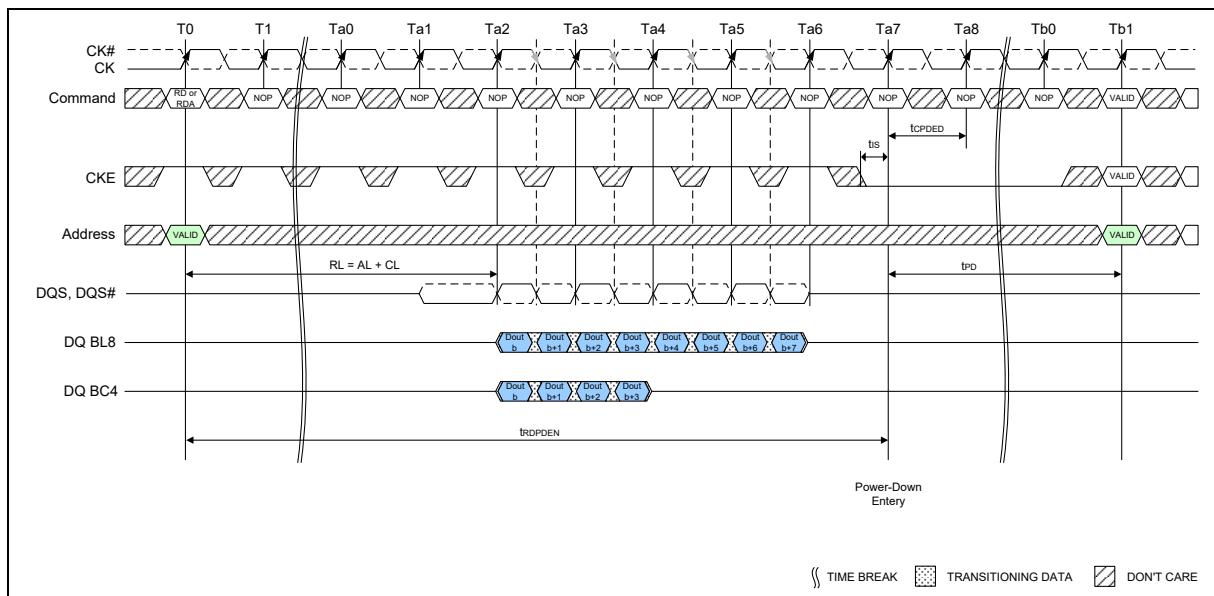 T0 T1 Ta0 Ta1 Ta2 Ta3 Ta4 Ta5 Ta6 Ta7 Ta8 Tb0 Tb1
CK#
CK
Command RD or RDA NOP NOP NOP NOP NOP NOP NOP NOP NOP NOP NOP VALID
tCPDED
tIS
CKE VALID
Address VALID VALID
RL = AL + CL tPD
DQS, DQS#
DQ BL8 Dout b Dout b+1 Dout b+2 Dout b+3 Dout b+4 Dout b+5 Dout b+6 Dout b+7
DQ BC4 Dout b Dout b+1 Dout b+2 Dout b+3
tRDPDEN
Power-Down
Entery
TIME BREAK TRANSITIONING DATA DON'T CARE